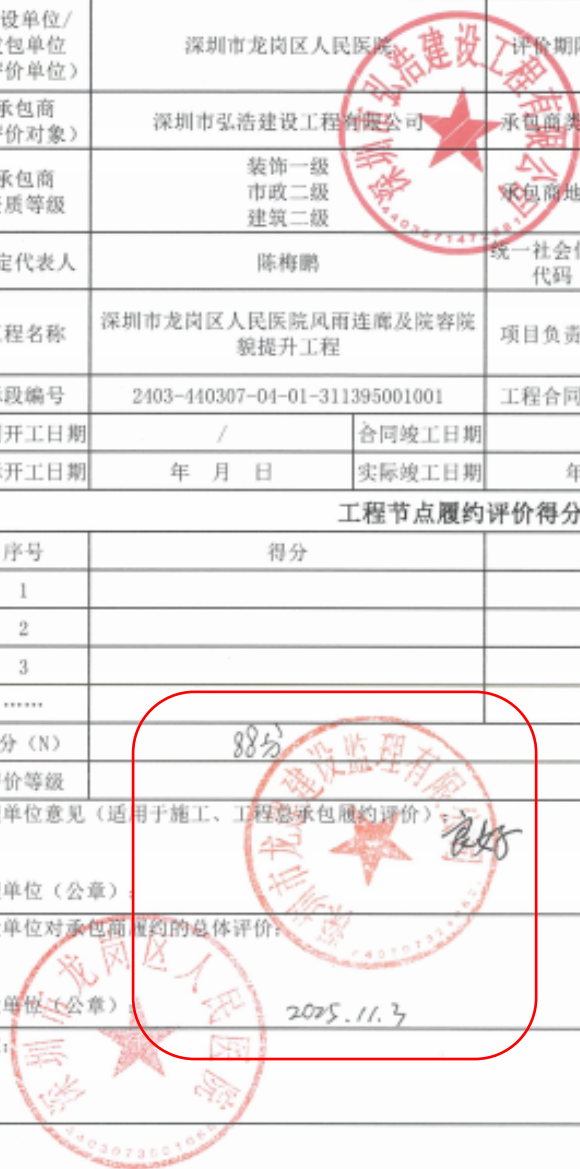 设单位/
包单位
价单位）
深圳市龙岗区人民医院
评价期限
承包商
价对象）
深圳市弘浩建设工程有限公司
承包商类
承包商
质等级
装饰一级
市政二级
建筑二级
承包商地
定代表人
陈梅鹏
统一社会信
代码
程名称
深圳市龙岗区人民医院风雨连廊及院容院
貌提升工程
项目负责
段编号
2403-440307-04-01-311395001001
工程合同
开工日期
/
合同竣工日期
开工日期
年 月 日
实际竣工日期
年
工程节点履约评价得分
序号
得分
1
2
3
……
分（N）
88分
价等级
单位意见（适用于施工、工程总承包履约评价）：
良好
单位（公章）：
单位对承包商履约的总体评价：
单位（公章）：
2025.11.3
深圳市弘浩建设工程有限公司
深圳市龙岗区人民医院